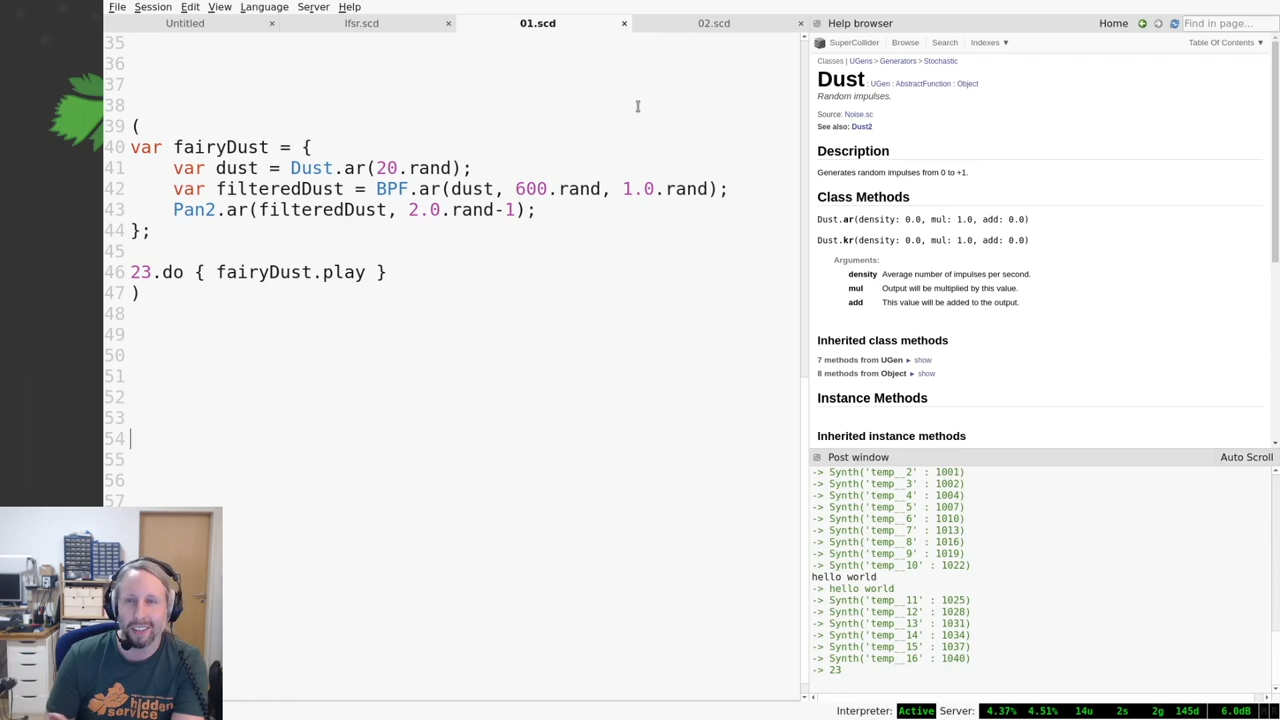 File Session Edit View Language Server Help
Untitled × lfsr.scd × 01.scd × 02.scd ×
35
36
37
38
39 (
40 var fairyDust = {
41 var dust = Dust.ar(20.rand);
42 var filteredDust = BPF.ar(dust, 600.rand, 1.0.rand);
43 Pan2.ar(filteredDust, 2.0.rand-1);
44 };
45
46 23.do { fairyDust.play }
47 )
48
49
50
51
52
53
54
55
56
57
hidden
service
Help browser Home Find in page...
SuperCollider Browse Search Indexes ▼ Table Of Contents ▼
Classes | UGens > Generators > Stochastic
Dust : UGen : AbstractFunction : Object
Random impulses.
Source: Noise.sc
See also: Dust2
Description
Generates random impulses from 0 to +1.
Class Methods
Dust.ar(density: 0.0, mul: 1.0, add: 0.0)
Dust.kr(density: 0.0, mul: 1.0, add: 0.0)
Arguments:
density Average number of impulses per second.
mul Output will be multiplied by this value.
add This value will be added to the output.
Inherited class methods
7 methods from UGen ► show
8 methods from Object ► show
Instance Methods
Inherited instance methods
Post window Auto Scroll
-> Synth('temp__2' : 1001)
-> Synth('temp__3' : 1002)
-> Synth('temp__4' : 1004)
-> Synth('temp__5' : 1007)
-> Synth('temp__6' : 1010)
-> Synth('temp__7' : 1013)
-> Synth('temp__8' : 1016)
-> Synth('temp__9' : 1019)
-> Synth('temp__10' : 1022)
hello world
-> hello world
-> Synth('temp__11' : 1025)
-> Synth('temp__12' : 1028)
-> Synth('temp__13' : 1031)
-> Synth('temp__14' : 1034)
-> Synth('temp__15' : 1037)
-> Synth('temp__16' : 1040)
-> 23
Interpreter: Active Server: 4.37% 4.51% 14u 2s 2g 145d 6.0dB